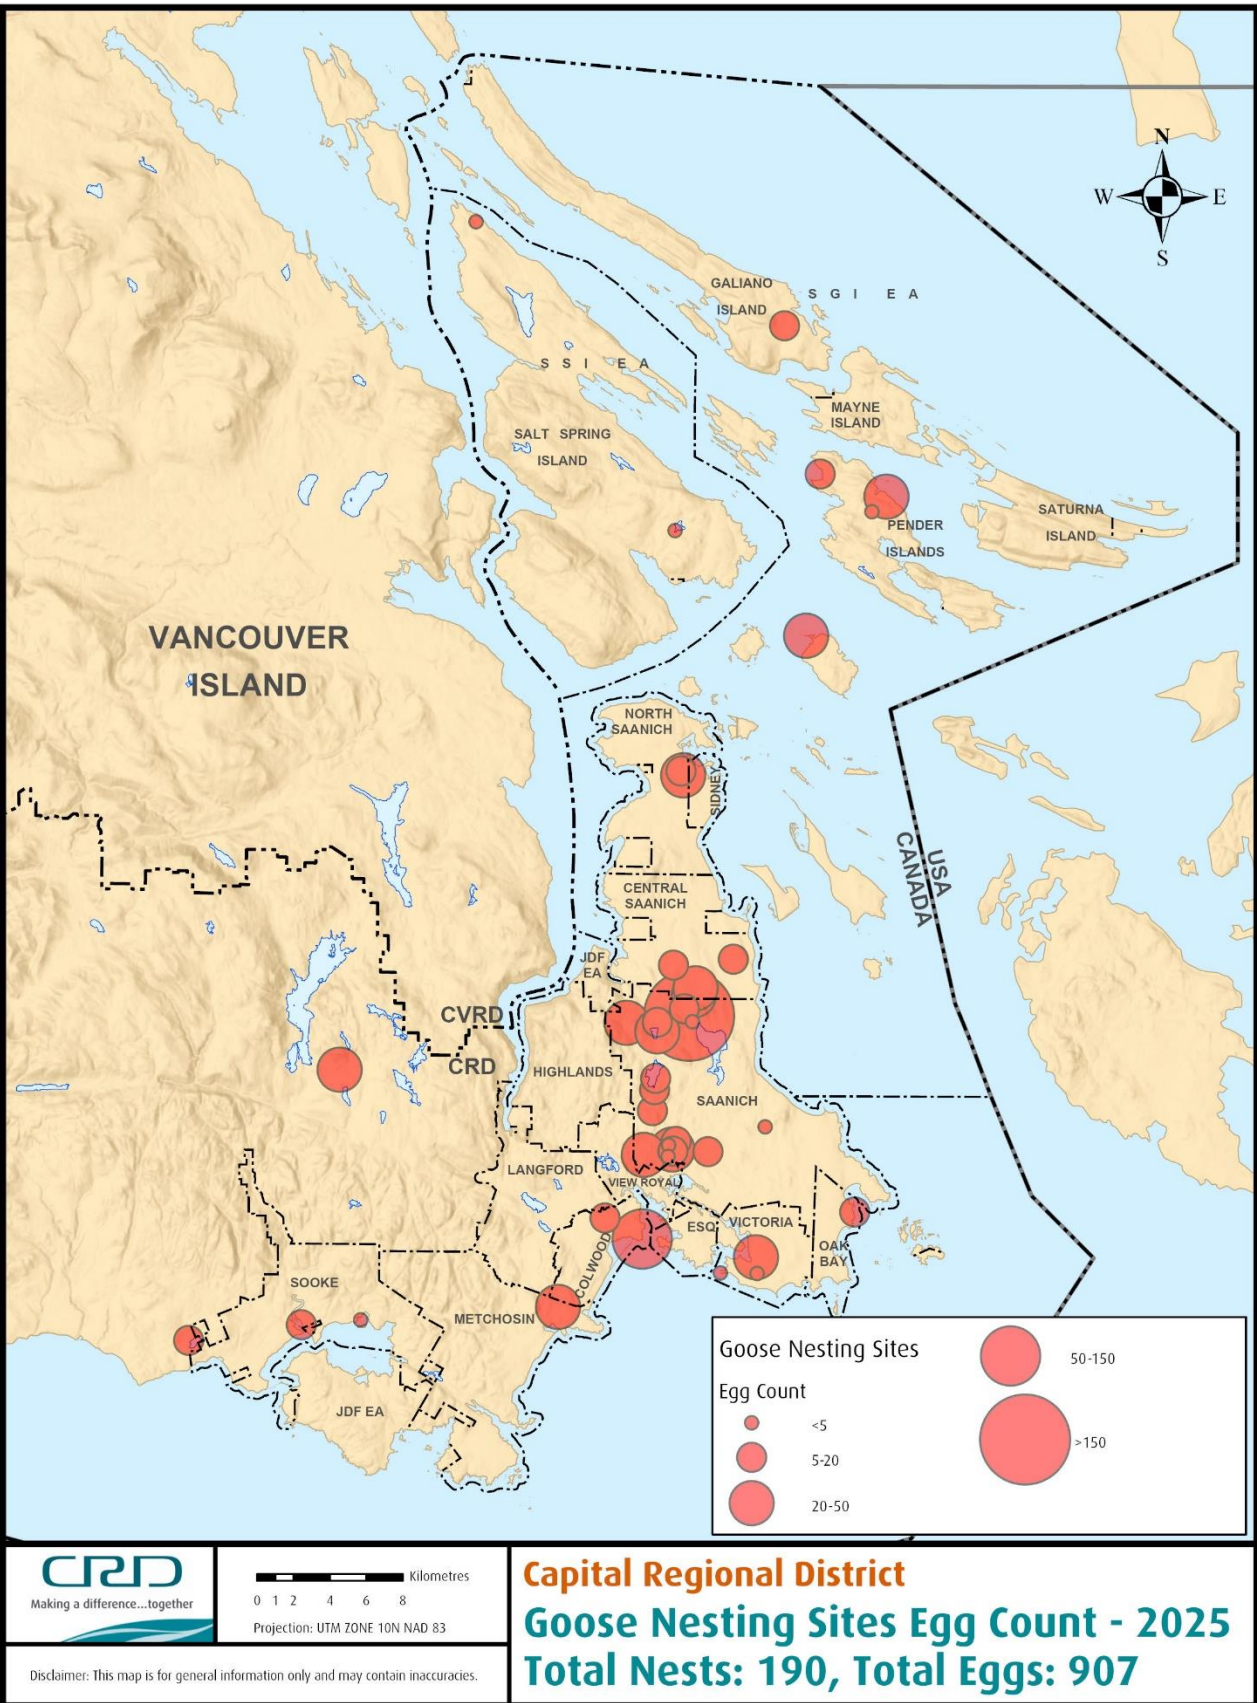 N
W E
S
GALIANO
ISLAND
SGI EA
SSI EA
MAYNE
ISLAND
SALT SPRING
ISLAND
SATURNA
ISLAND
PENDER
ISLANDS
VANCOUVER
ISLAND
NORTH
SAANICH
SIDNEY
USA
CANADA
CENTRAL
SAANICH
JDF
EA
CVRD
CRD
HIGHLANDS
SAANICH
LANGFORD
VIEW ROYAL
ESQ
VICTORIA
OAK
BAY
COLWOOD
SOOKE
METCHOSIN
JDF EA
Goose Nesting Sites
Egg Count
<5
5-20
20-50
50-150
>150
CRD
Making a difference...together
Kilometres
0 1 2 4 6 8
Projection: UTM ZONE 10N NAD 83
Disclaimer: This map is for general information only and may contain inaccuracies.
Capital Regional District
Goose Nesting Sites Egg Count - 2025
Total Nests: 190, Total Eggs: 907